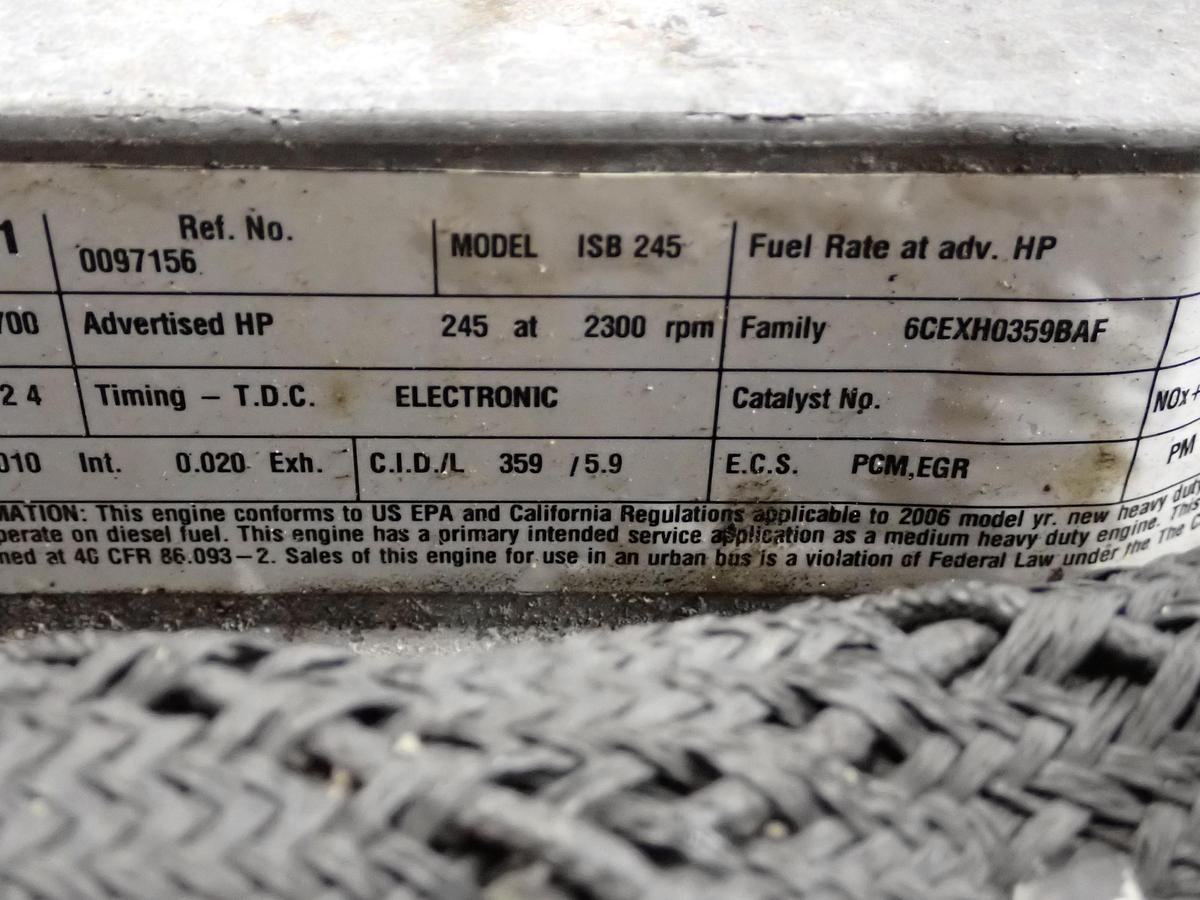 1 Ref. No.
0097156 MODEL ISB 245 Fuel Rate at adv. HP
700 Advertised HP 245 at 2300 rpm Family 6CEXH0359BAF
2 4 Timing – T.D.C. ELECTRONIC Catalyst No. NOx+
010 Int. 0.020 Exh. C.I.D./L 359 / 5.9 E.C.S. PCM,EGR PM
MATION: This engine conforms to US EPA and California Regulations applicable to 2006 model yr. new heavy duty
perate on diesel fuel. This engine has a primary intended service application as a medium heavy duty engine. This
ned at 40 CFR 86.093–2. Sales of this engine for use in an urban bus is a violation of Federal Law under the The